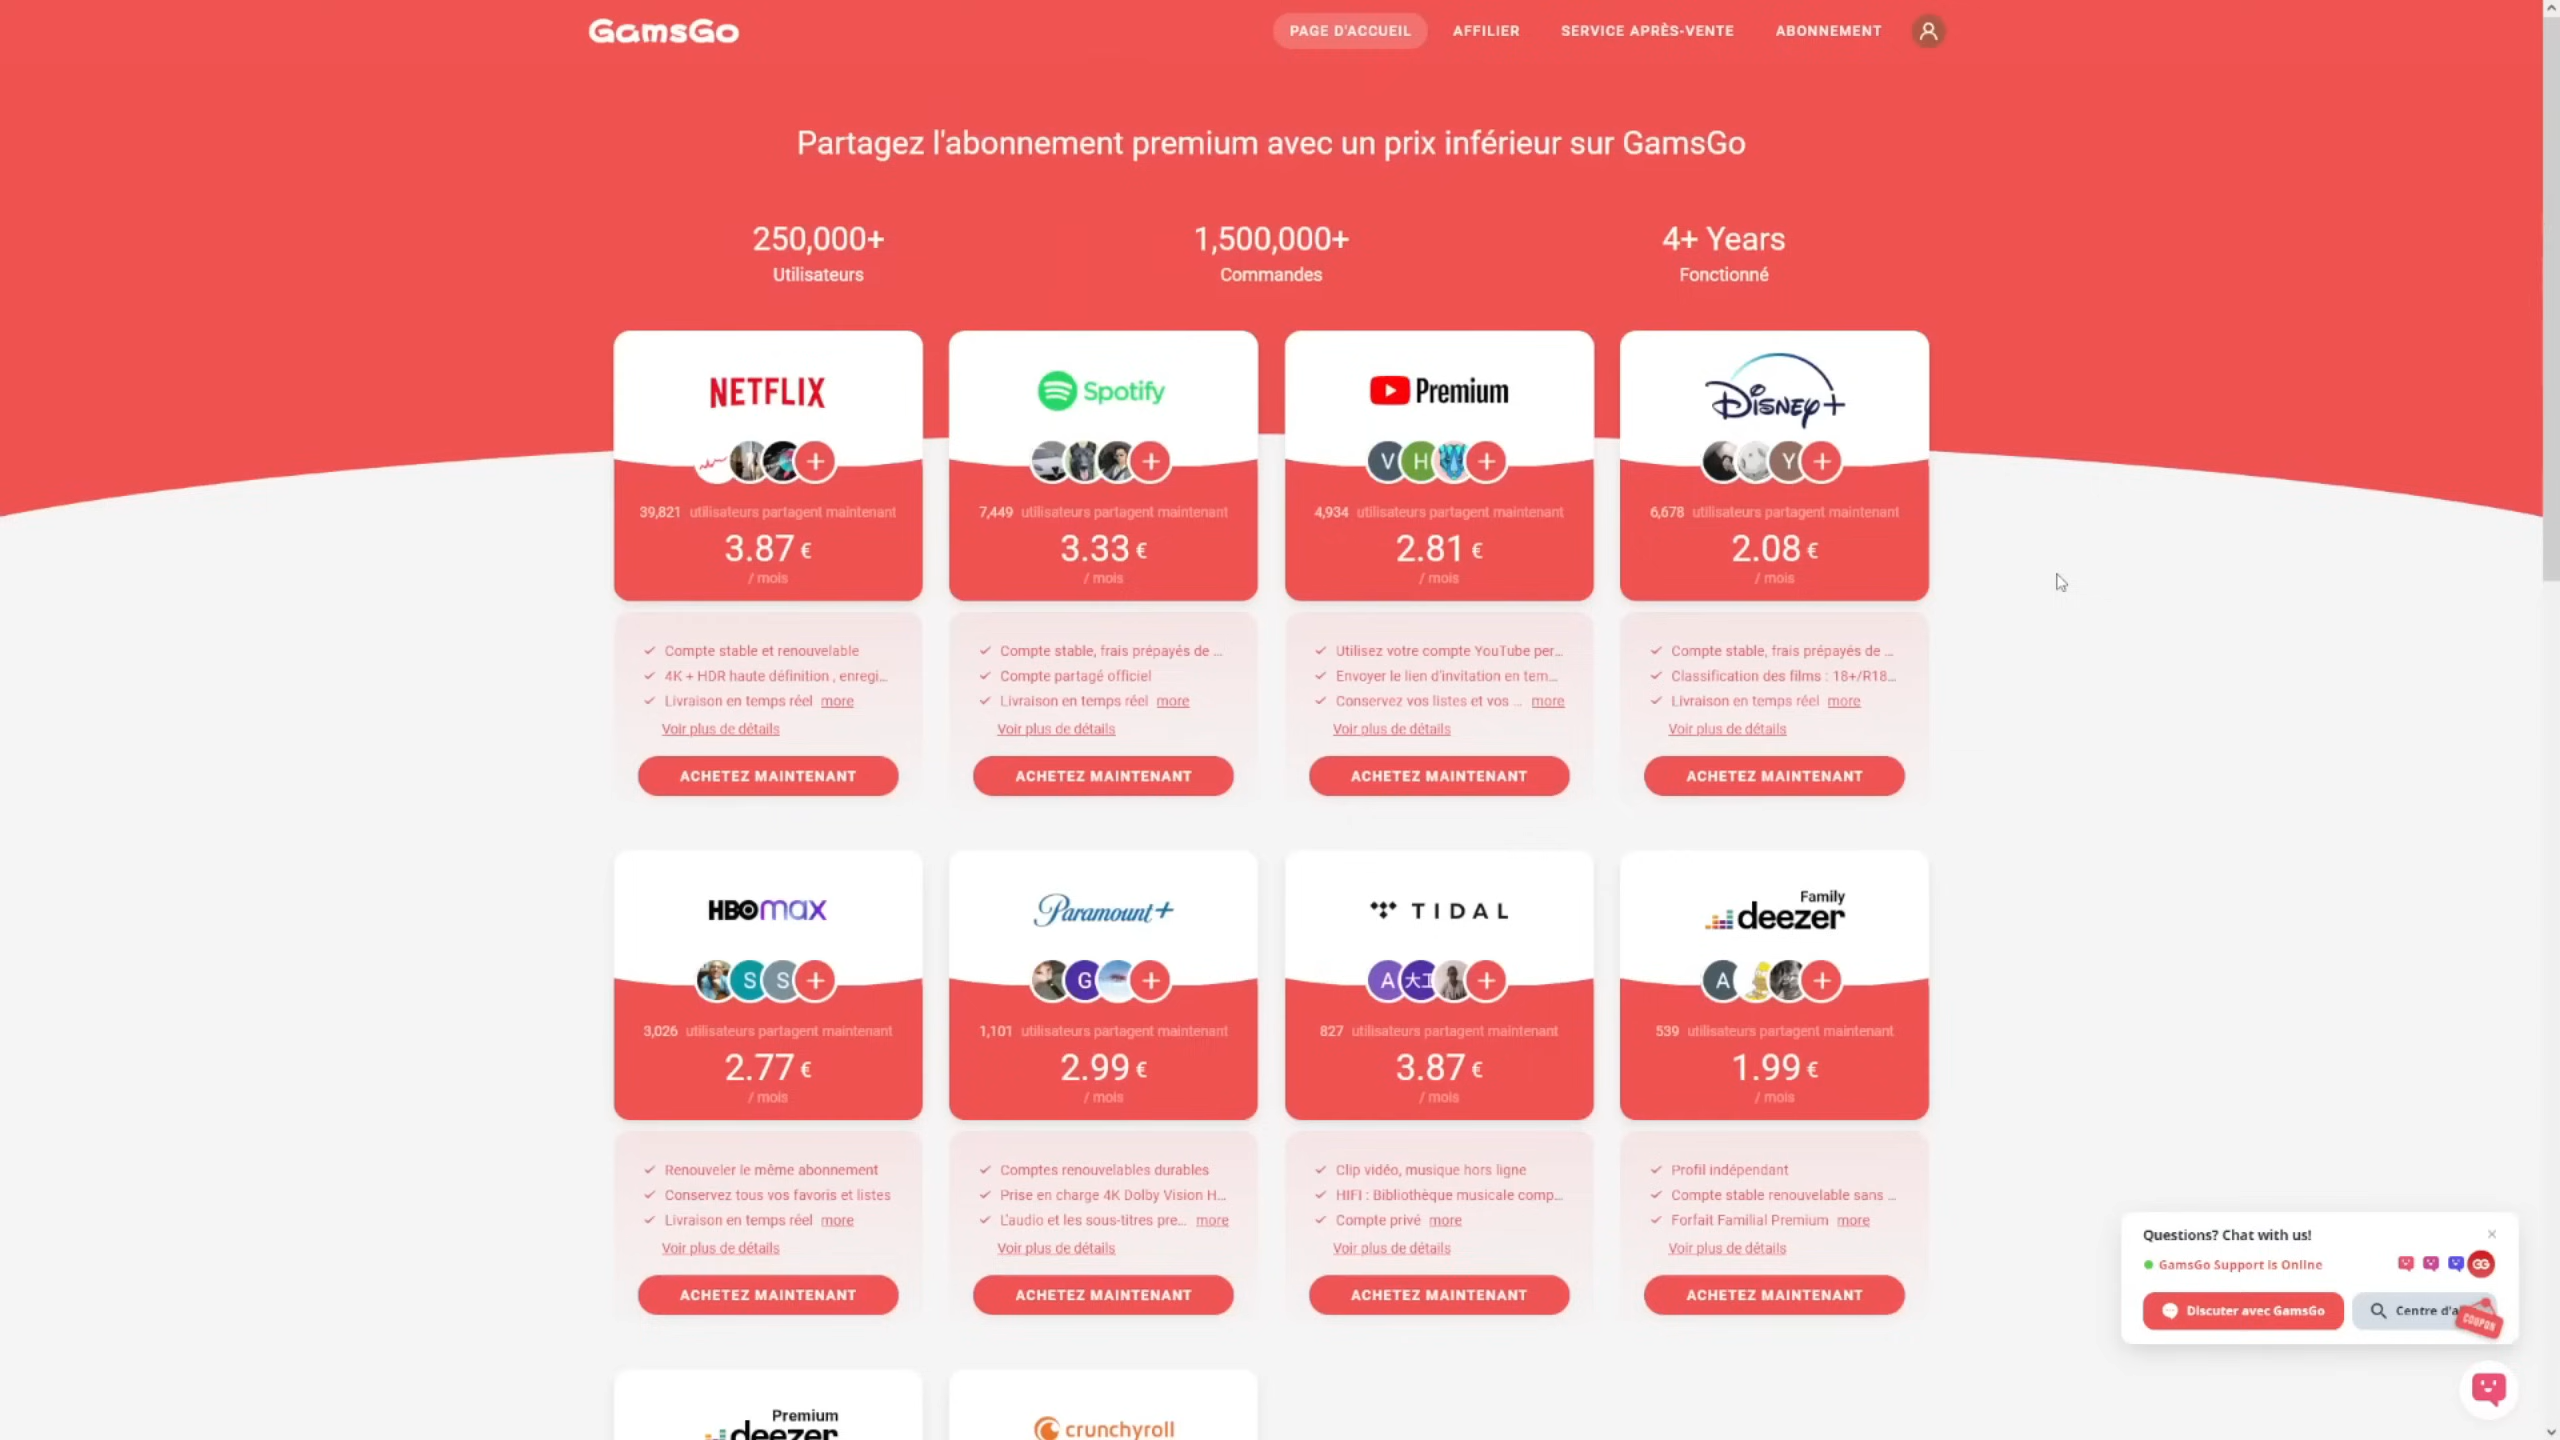 GamsGo
PAGE D'ACCUEIL
AFFILIER
SERVICE APRÈS-VENTE
ABONNEMENT
Partagez l'abonnement premium avec un prix inférieur sur GamsGo
250,000+
Utilisateurs
1,500,000+
Commandes
4+ Years
Fonctionné
NETFLIX
39,821 utilisateurs partagent maintenant
3.87 €
/ mois
Compte stable et renouvelable
4K + HDR haute définition , enregi...
Livraison en temps réel more
Voir plus de détails
ACHETEZ MAINTENANT
Spotify
7,449 utilisateurs partagent maintenant
3.33 €
/ mois
Compte stable, frais prépayés de ...
Compte partagé officiel
Livraison en temps réel more
Voir plus de détails
ACHETEZ MAINTENANT
Premium
V
H
4,934 utilisateurs partagent maintenant
2.81 €
/ mois
Utilisez votre compte YouTube per...
Envoyer le lien d'invitation en tem...
Conservez vos listes et vos ... more
Voir plus de détails
ACHETEZ MAINTENANT
Disney+
Y
6,678 utilisateurs partagent maintenant
2.08 €
/ mois
Compte stable, frais prépayés de ...
Classification des films : 18+/R18...
Livraison en temps réel more
Voir plus de détails
ACHETEZ MAINTENANT
HBOmax
S
S
3,026 utilisateurs partagent maintenant
2.77 €
/ mois
Renouveler le même abonnement
Conservez tous vos favoris et listes
Livraison en temps réel more
Voir plus de détails
ACHETEZ MAINTENANT
Paramount+
G
1,101 utilisateurs partagent maintenant
2.99 €
/ mois
Comptes renouvelables durables
Prise en charge 4K Dolby Vision H...
L'audio et les sous-titres pre... more
Voir plus de détails
ACHETEZ MAINTENANT
TIDAL
A
大工
827 utilisateurs partagent maintenant
3.87 €
/ mois
Clip vidéo, musique hors ligne
HIFI : Bibliothèque musicale comp...
Compte privé more
Voir plus de détails
ACHETEZ MAINTENANT
Family
deezer
A
539 utilisateurs partagent maintenant
1.99 €
/ mois
Profil indépendant
Compte stable renouvelable sans ...
Forfait Familial Premium more
Voir plus de détails
ACHETEZ MAINTENANT
Premium
deezer
crunchyroll
Questions? Chat with us!
GamsGo Support is Online
GG
Discuter avec GamsGo
Centre d'a
COUPON